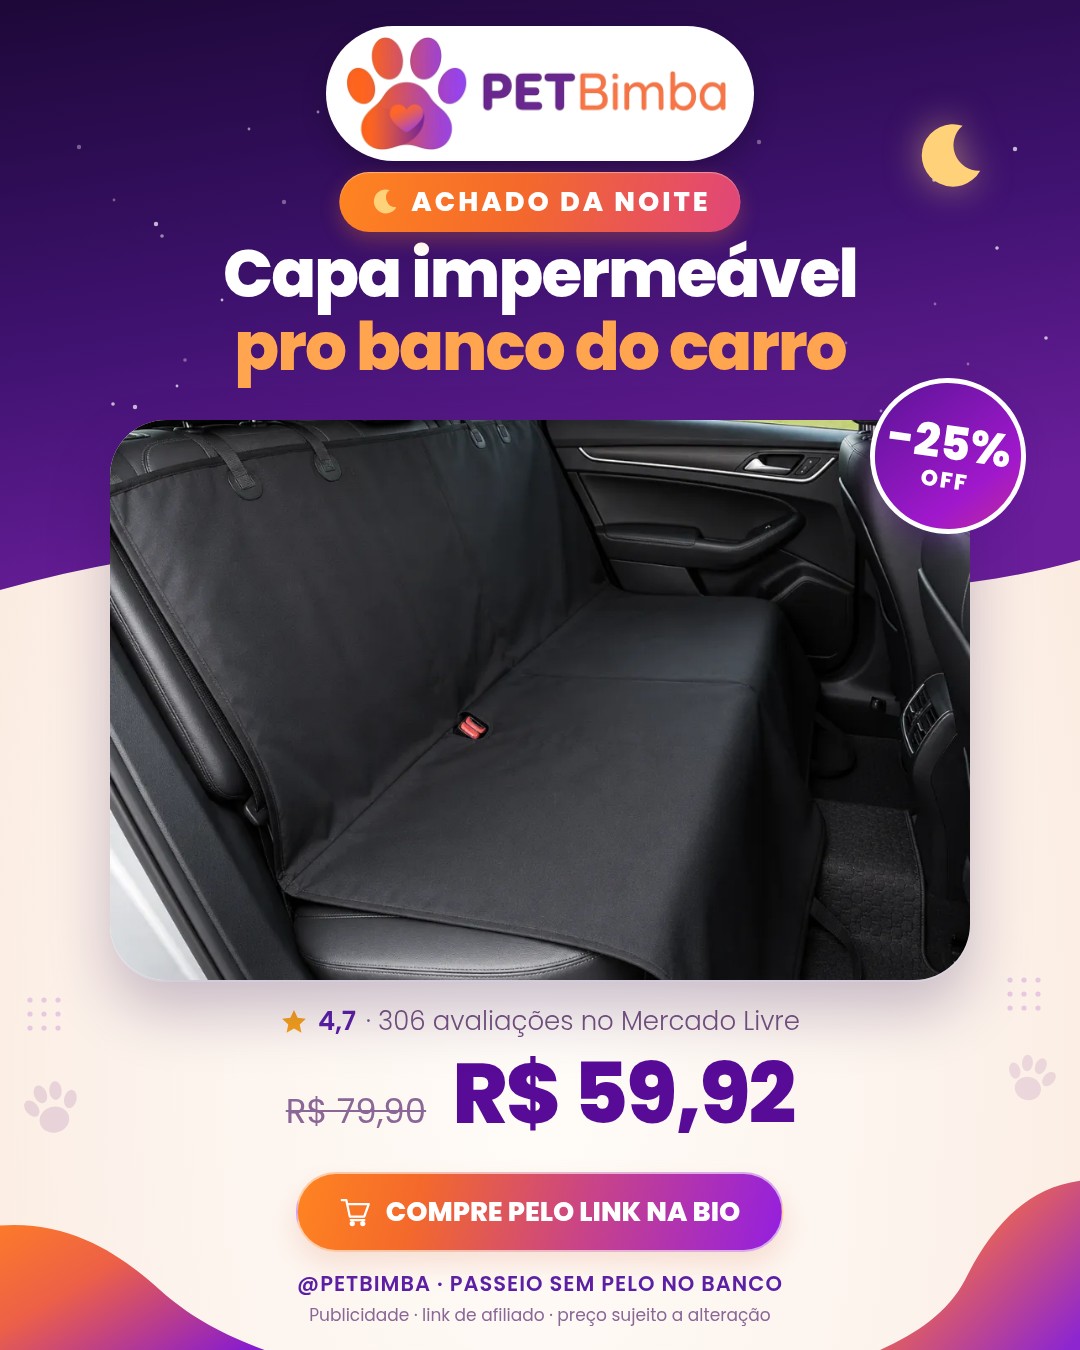 PETBimba
ACHADO DA NOITE
Capa impermeável
pro banco do carro
-25%
OFF
4,7 · 306 avaliações no Mercado Livre
R$ 79,90 R$ 59,92
COMPRE PELO LINK NA BIO
@PETBIMBA · PASSEIO SEM PELO NO BANCO
Publicidade · link de afiliado · preço sujeito a alteração